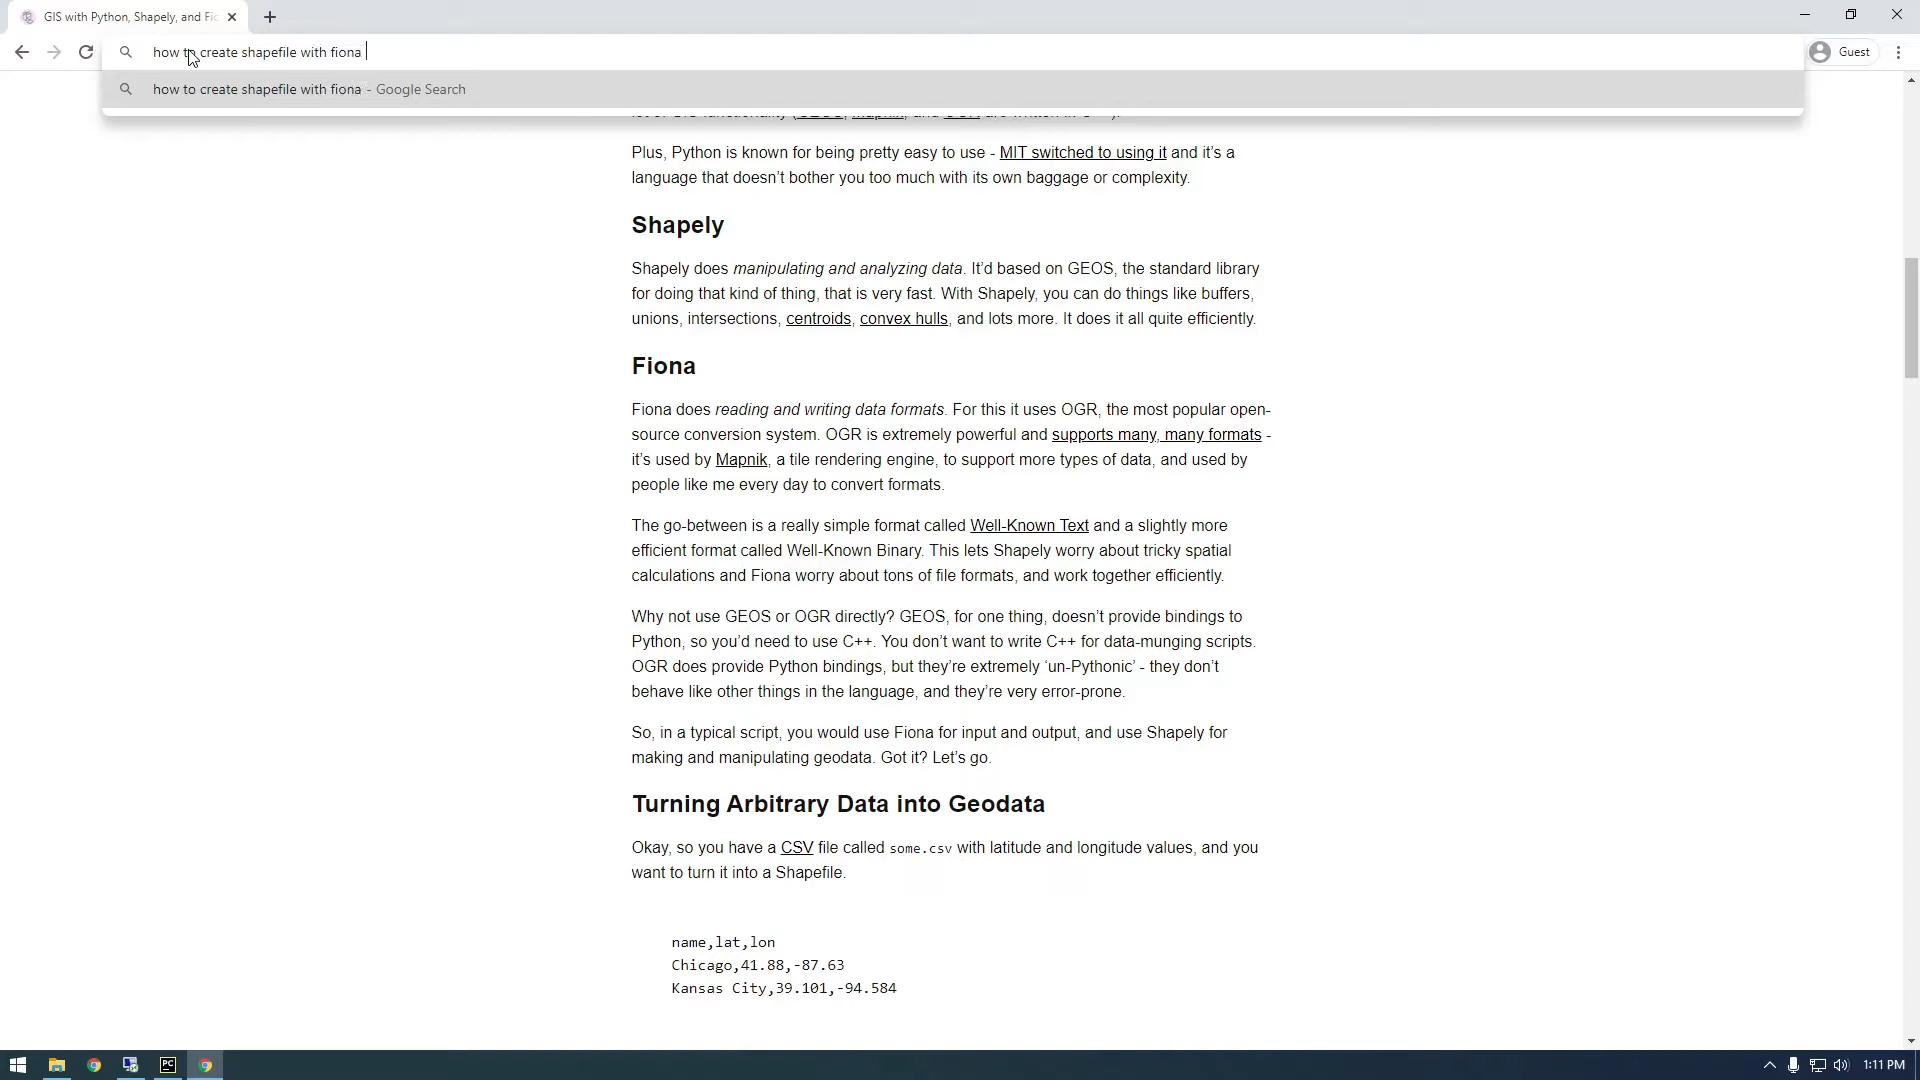 GIS with Python, Shapely, and Fio
how to create shapefile with fiona
Guest
how to create shapefile with fiona - Google Search
Plus, Python is known for being pretty easy to use - MIT switched to using it and it's a
language that doesn't bother you too much with its own baggage or complexity.
Shapely
Shapely does manipulating and analyzing data. It'd based on GEOS, the standard library
for doing that kind of thing, that is very fast. With Shapely, you can do things like buffers,
unions, intersections, centroids, convex hulls, and lots more. It does it all quite efficiently.
Fiona
Fiona does reading and writing data formats. For this it uses OGR, the most popular open-
source conversion system. OGR is extremely powerful and supports many, many formats -
it's used by Mapnik, a tile rendering engine, to support more types of data, and used by
people like me every day to convert formats.
The go-between is a really simple format called Well-Known Text and a slightly more
efficient format called Well-Known Binary. This lets Shapely worry about tricky spatial
calculations and Fiona worry about tons of file formats, and work together efficiently.
Why not use GEOS or OGR directly? GEOS, for one thing, doesn't provide bindings to
Python, so you'd need to use C++. You don't want to write C++ for data-munging scripts.
OGR does provide Python bindings, but they're extremely ‘un-Pythonic’ - they don't
behave like other things in the language, and they're very error-prone.
So, in a typical script, you would use Fiona for input and output, and use Shapely for
making and manipulating geodata. Got it? Let's go.
Turning Arbitrary Data into Geodata
Okay, so you have a CSV file called some.csv with latitude and longitude values, and you
want to turn it into a Shapefile.
name,lat,lon
Chicago,41.88,-87.63
Kansas City,39.101,-94.584
PC
1:11 PM